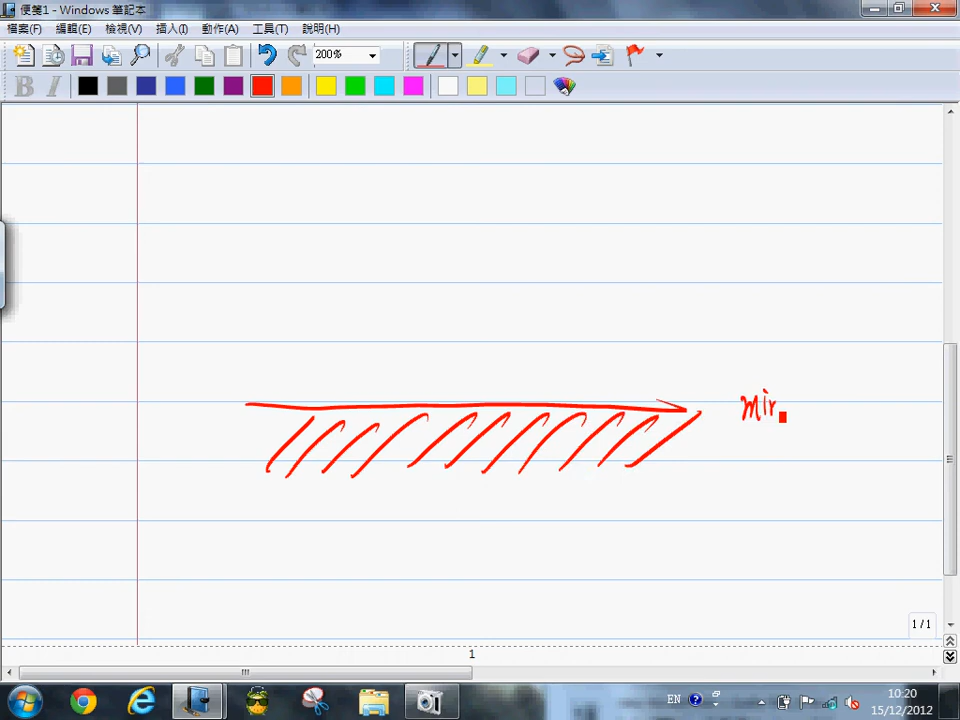 便箋1 - Windows 筆記本
檔案(F) 編輯(E) 檢視(V) 插入(I) 動作(A) 工具(T) 說明(H)
200%
B I
mir
1 / 1
1
EN
10:20
15/12/2012